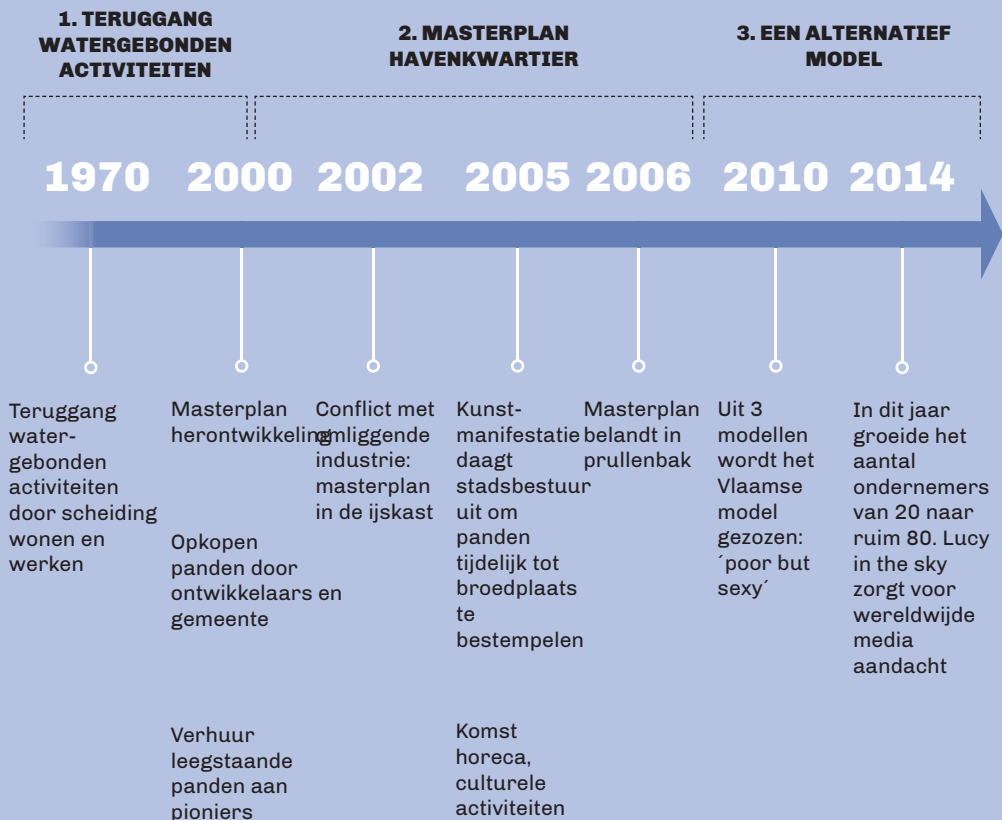 1. TERUGGANG
WATERGEBONDEN
ACTIVITEITEN
2. MASTERPLAN
HAVENKWARTIER
3. EEN ALTERNATIEF
MODEL
1970
2000
2002
2005
2006
2010
2014
Teruggang
water-
gebonden
activiteiten
door scheiding
wonen en
werken
Masterplan
herontwikkeling
Opkopen
panden door
ontwikkelaars en
gemeente
Verhuur
leegstaande
panden aan
pioniers
Conflict met
omliggende
industrie:
masterplan
in de ijskast
Kunst-
manifestatie
daagt
stadsbestuur
uit om
panden
tijdelijk tot
broedplaats
te
bestempelen
Komst
horeca,
culturele
activiteiten
Masterplan
belandt in
prullenbak
Uit 3
modellen
wordt het
Vlaamse
model
gezozen:
´poor but
sexy´
In dit jaar
groeide het
aantal
ondernemers
van 20 naar
ruim 80. Lucy
in the sky
zorgt voor
wereldwijde
media
aandacht